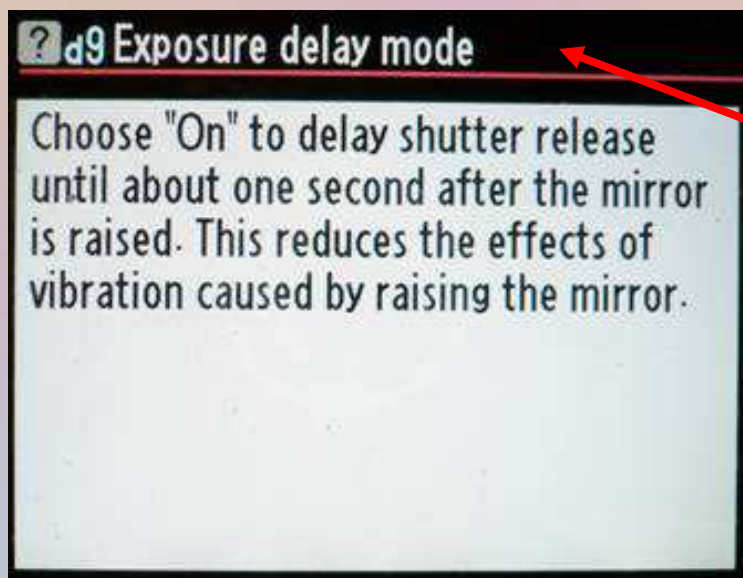 ? d9 Exposure delay mode
Choose "On" to delay shutter release
until about one second after the mirror
is raised. This reduces the effects of
vibration caused by raising the mirror.